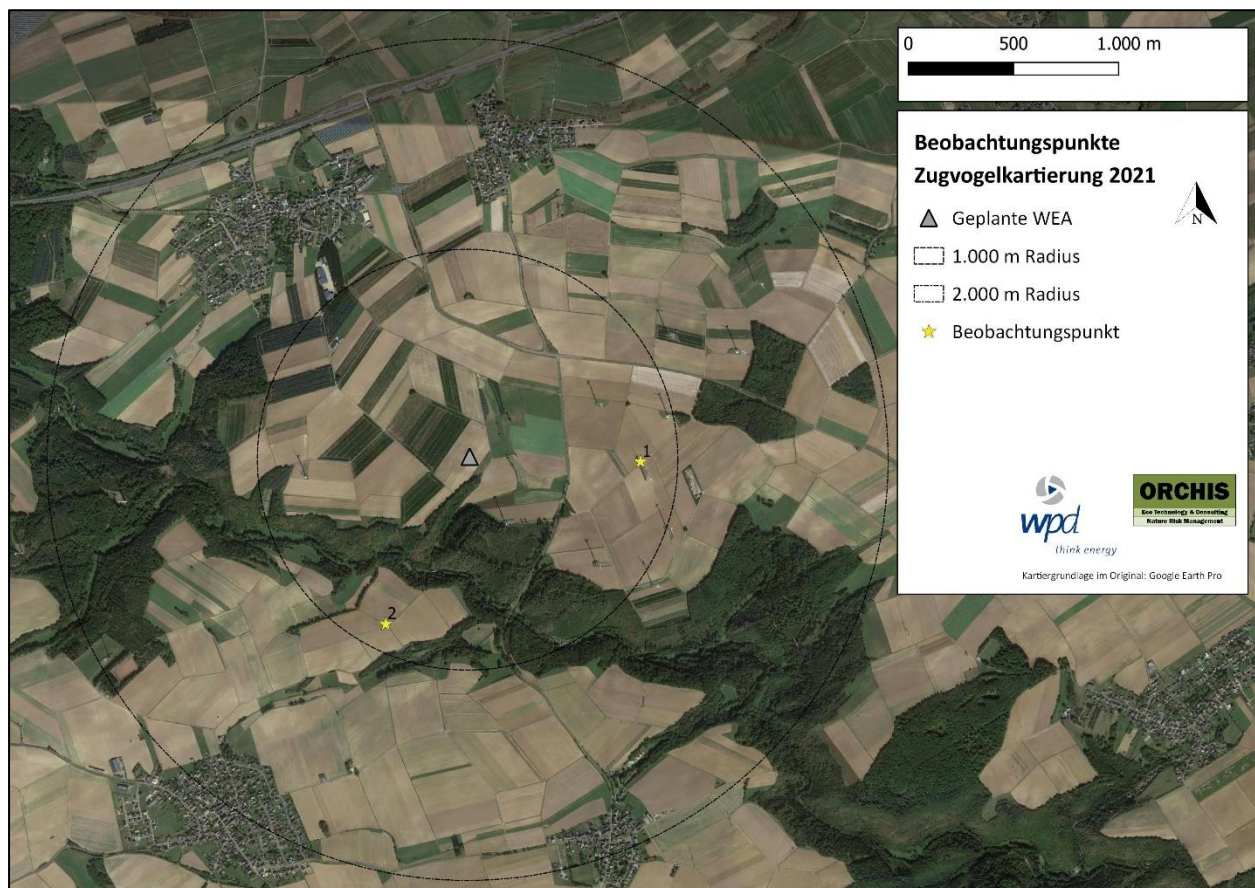 0 500 1.000 m
Beobachtungspunkte
Zugvogelkartierung 2021
N
Geplante WEA
1.000 m Radius
2.000 m Radius
Beobachtungspunkt
1
2
wpd
think energy
ORCHIS
Eco Technology & Consulting
Nature Risk Management
Kartiergrundlage im Original: Google Earth Pro